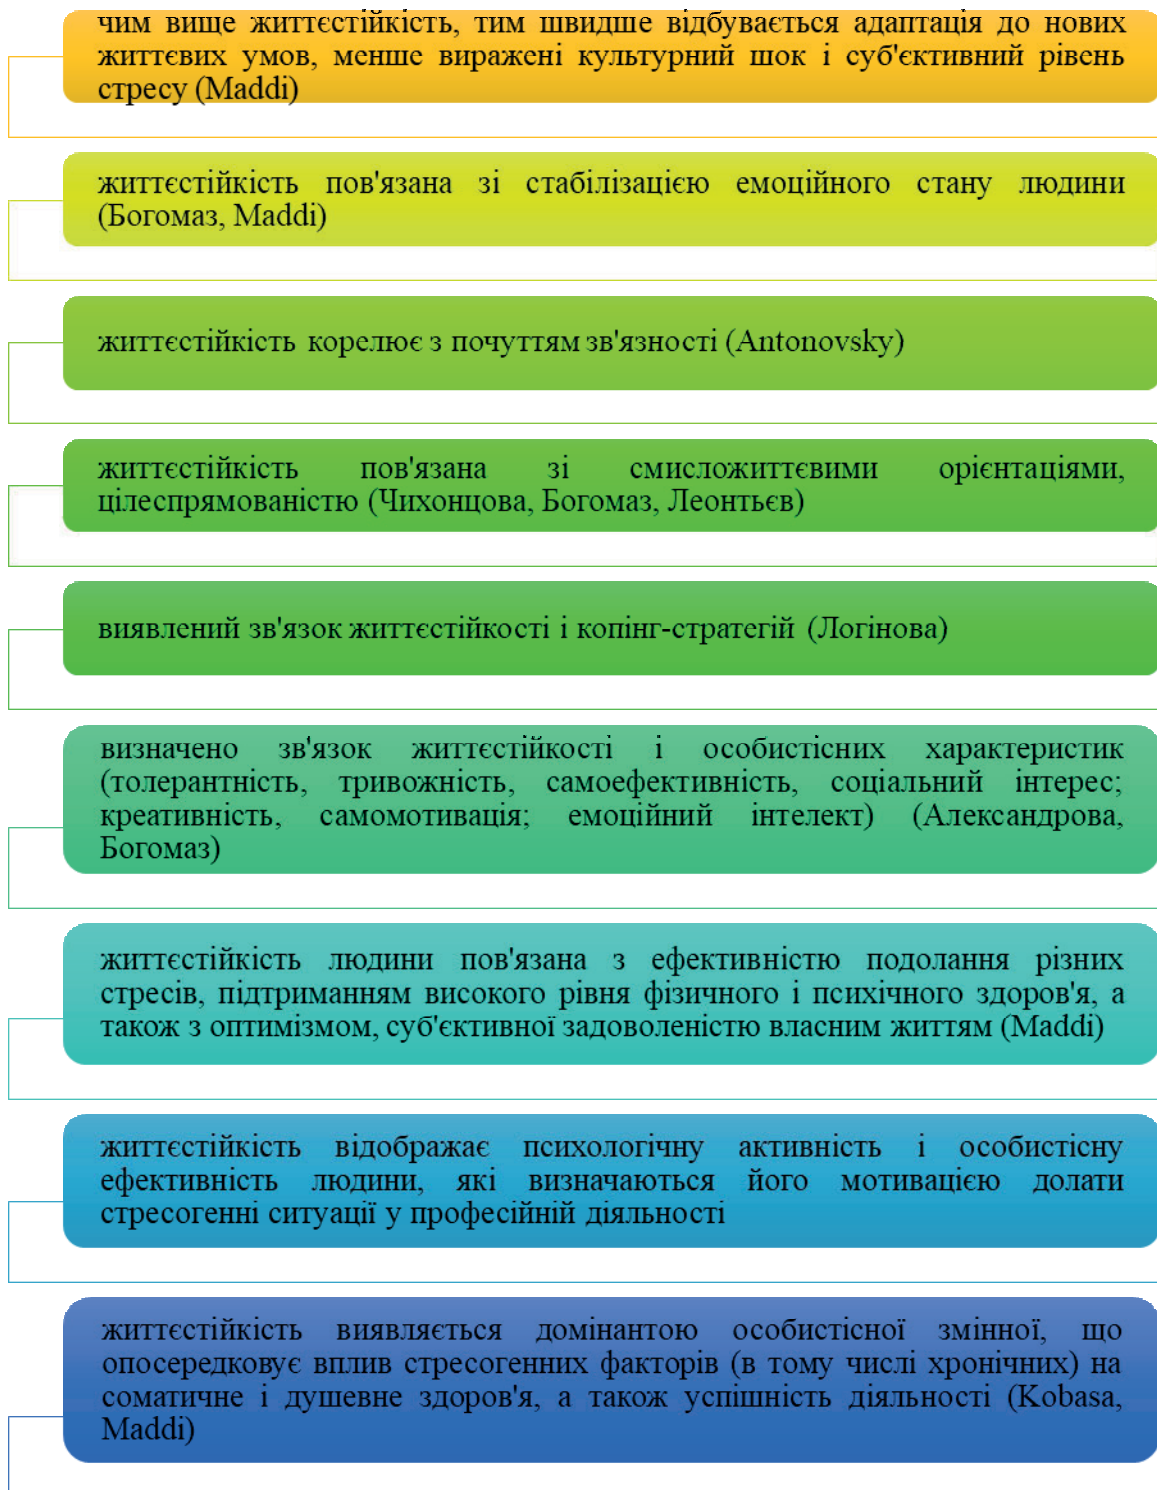 чим вище життєстійкість, тим швидше відбувається адаптація до нових
життєвих умов, менше виражені культурний шок і суб'єктивний рівень
стресу (Maddi)
життєстійкість пов'язана зі стабілізацією емоційного стану людини
(Богомаз, Maddi)
життєстійкість корелює з почуттям зв'язності (Antonovsky)
життєстійкість пов'язана зі смисложиттєвими орієнтаціями,
цілеспрямованістю (Чихонцова, Богомаз, Леонтьєв)
виявлений зв'язок життєстійкості і копінг-стратегій (Логінова)
визначено зв'язок життєстійкості і особистісних характеристик
(толерантність, тривожність, самоефективність, соціальний інтерес;
креативність, самомотивація; емоційний інтелект) (Александрова,
Богомаз)
життєстійкість людини пов'язана з ефективністю подолання різних
стресів, підтриманням високого рівня фізичного і психічного здоров'я, а
також з оптимізмом, суб'єктивної задоволеністю власним життям (Maddi)
життєстійкість відображає психологічну активність і особистісну
ефективність людини, які визначаються його мотивацією долати
стресогенні ситуації у професійній діяльності
життєстійкість виявляється домінантою особистісної змінної, що
опосередковує вплив стресогенних факторів (в тому числі хронічних) на
соматичне і душевне здоров'я, а також успішність діяльності (Kobasa,
Maddi)